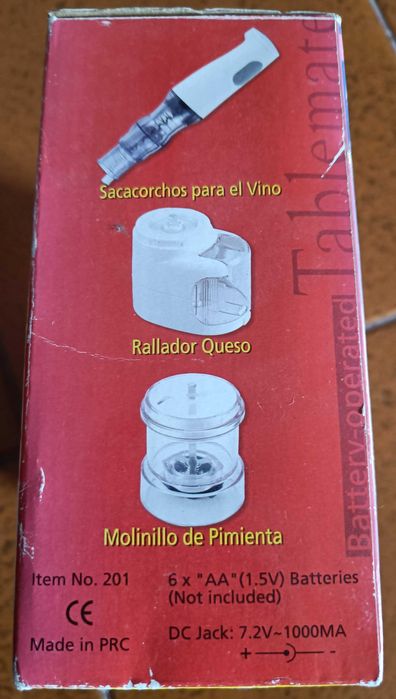 Sacacorchos para el Vino
Rallador Queso
Molinillo de Pimienta
Tablemate
Battery-operated
Item No. 201
CE
Made in PRC
6 x "AA" (1.5V) Batteries
(Not included)
DC Jack: 7.2V~1000MA
+ -